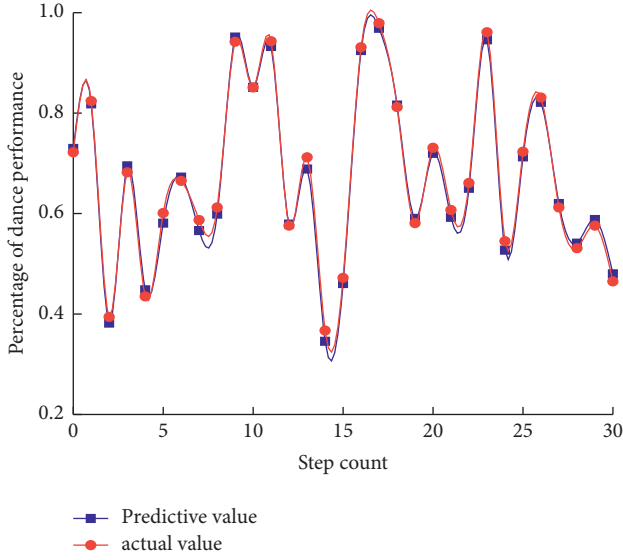 1.0
0.8
0.6
0.4
0.2
Percentage of dance performance
0 5 10 15 20 25 30
Step count
Predictive value
actual value